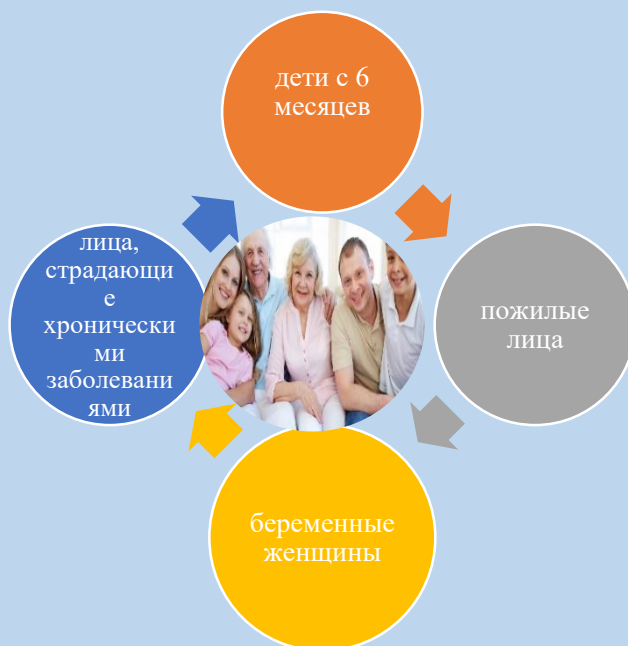 дети с 6
месяцев
пожилые
лица
беременные
женщины
лица,
страдающи
е
хронически
ми
заболевани
ями